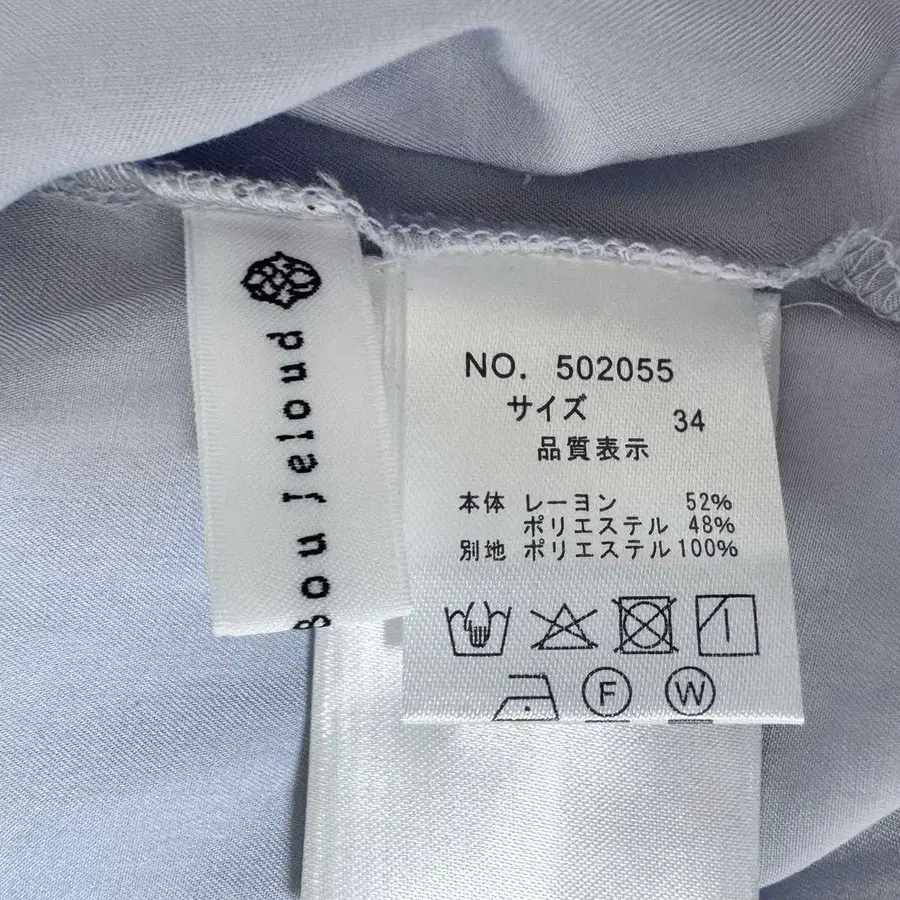 Bou Jeloud
NO. 502055
サイズ 34
品質表示
本体 レーヨン 52%
ポリエステル 48%
別地 ポリエステル 100%
F W